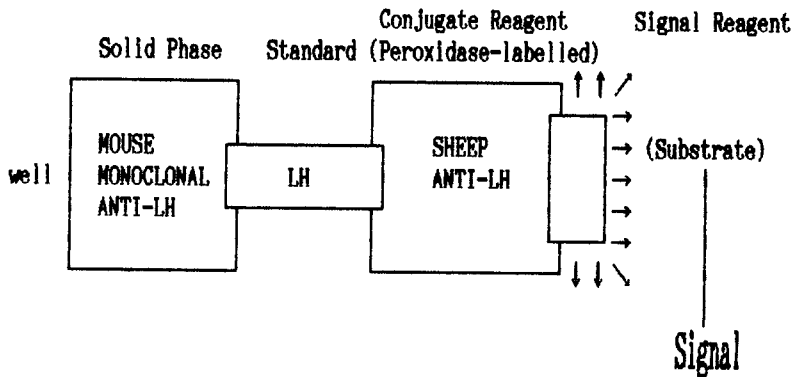 Conjugate Reagent
Signal Reagent
Solid Phase
Standard (Peroxidase-labelled)
well
MOUSE
MONOCLONAL
ANTI-LH
LH
SHEEP
ANTI-LH
(Substrate)
Signal